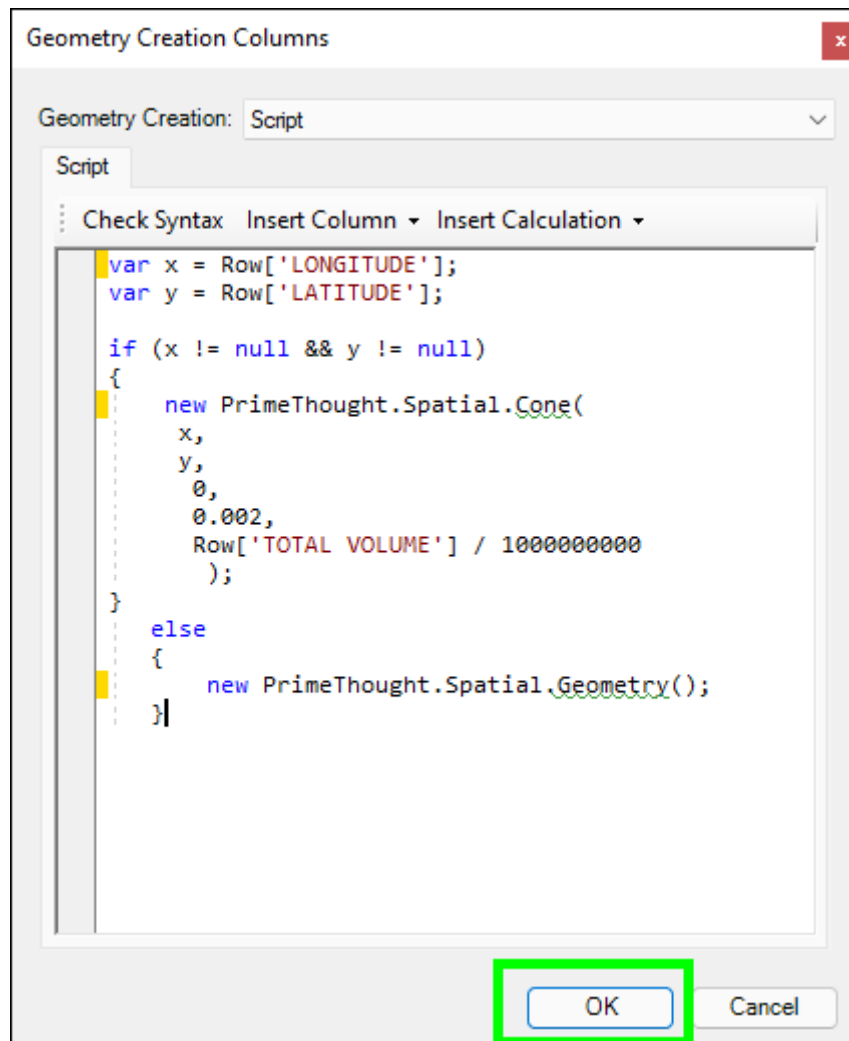 Geometry Creation Columns
x
Geometry Creation: Script
Script
Check Syntax Insert Column Insert Calculation
var x = Row['LONGITUDE'];
var y = Row['LATITUDE'];
if (x != null && y != null)
{
new PrimeThought.Spatial.Cone(
x,
y,
0,
0.002,
Row['TOTAL VOLUME'] / 1000000000
);
}
else
{
new PrimeThought.Spatial.Geometry();
}
OK Cancel